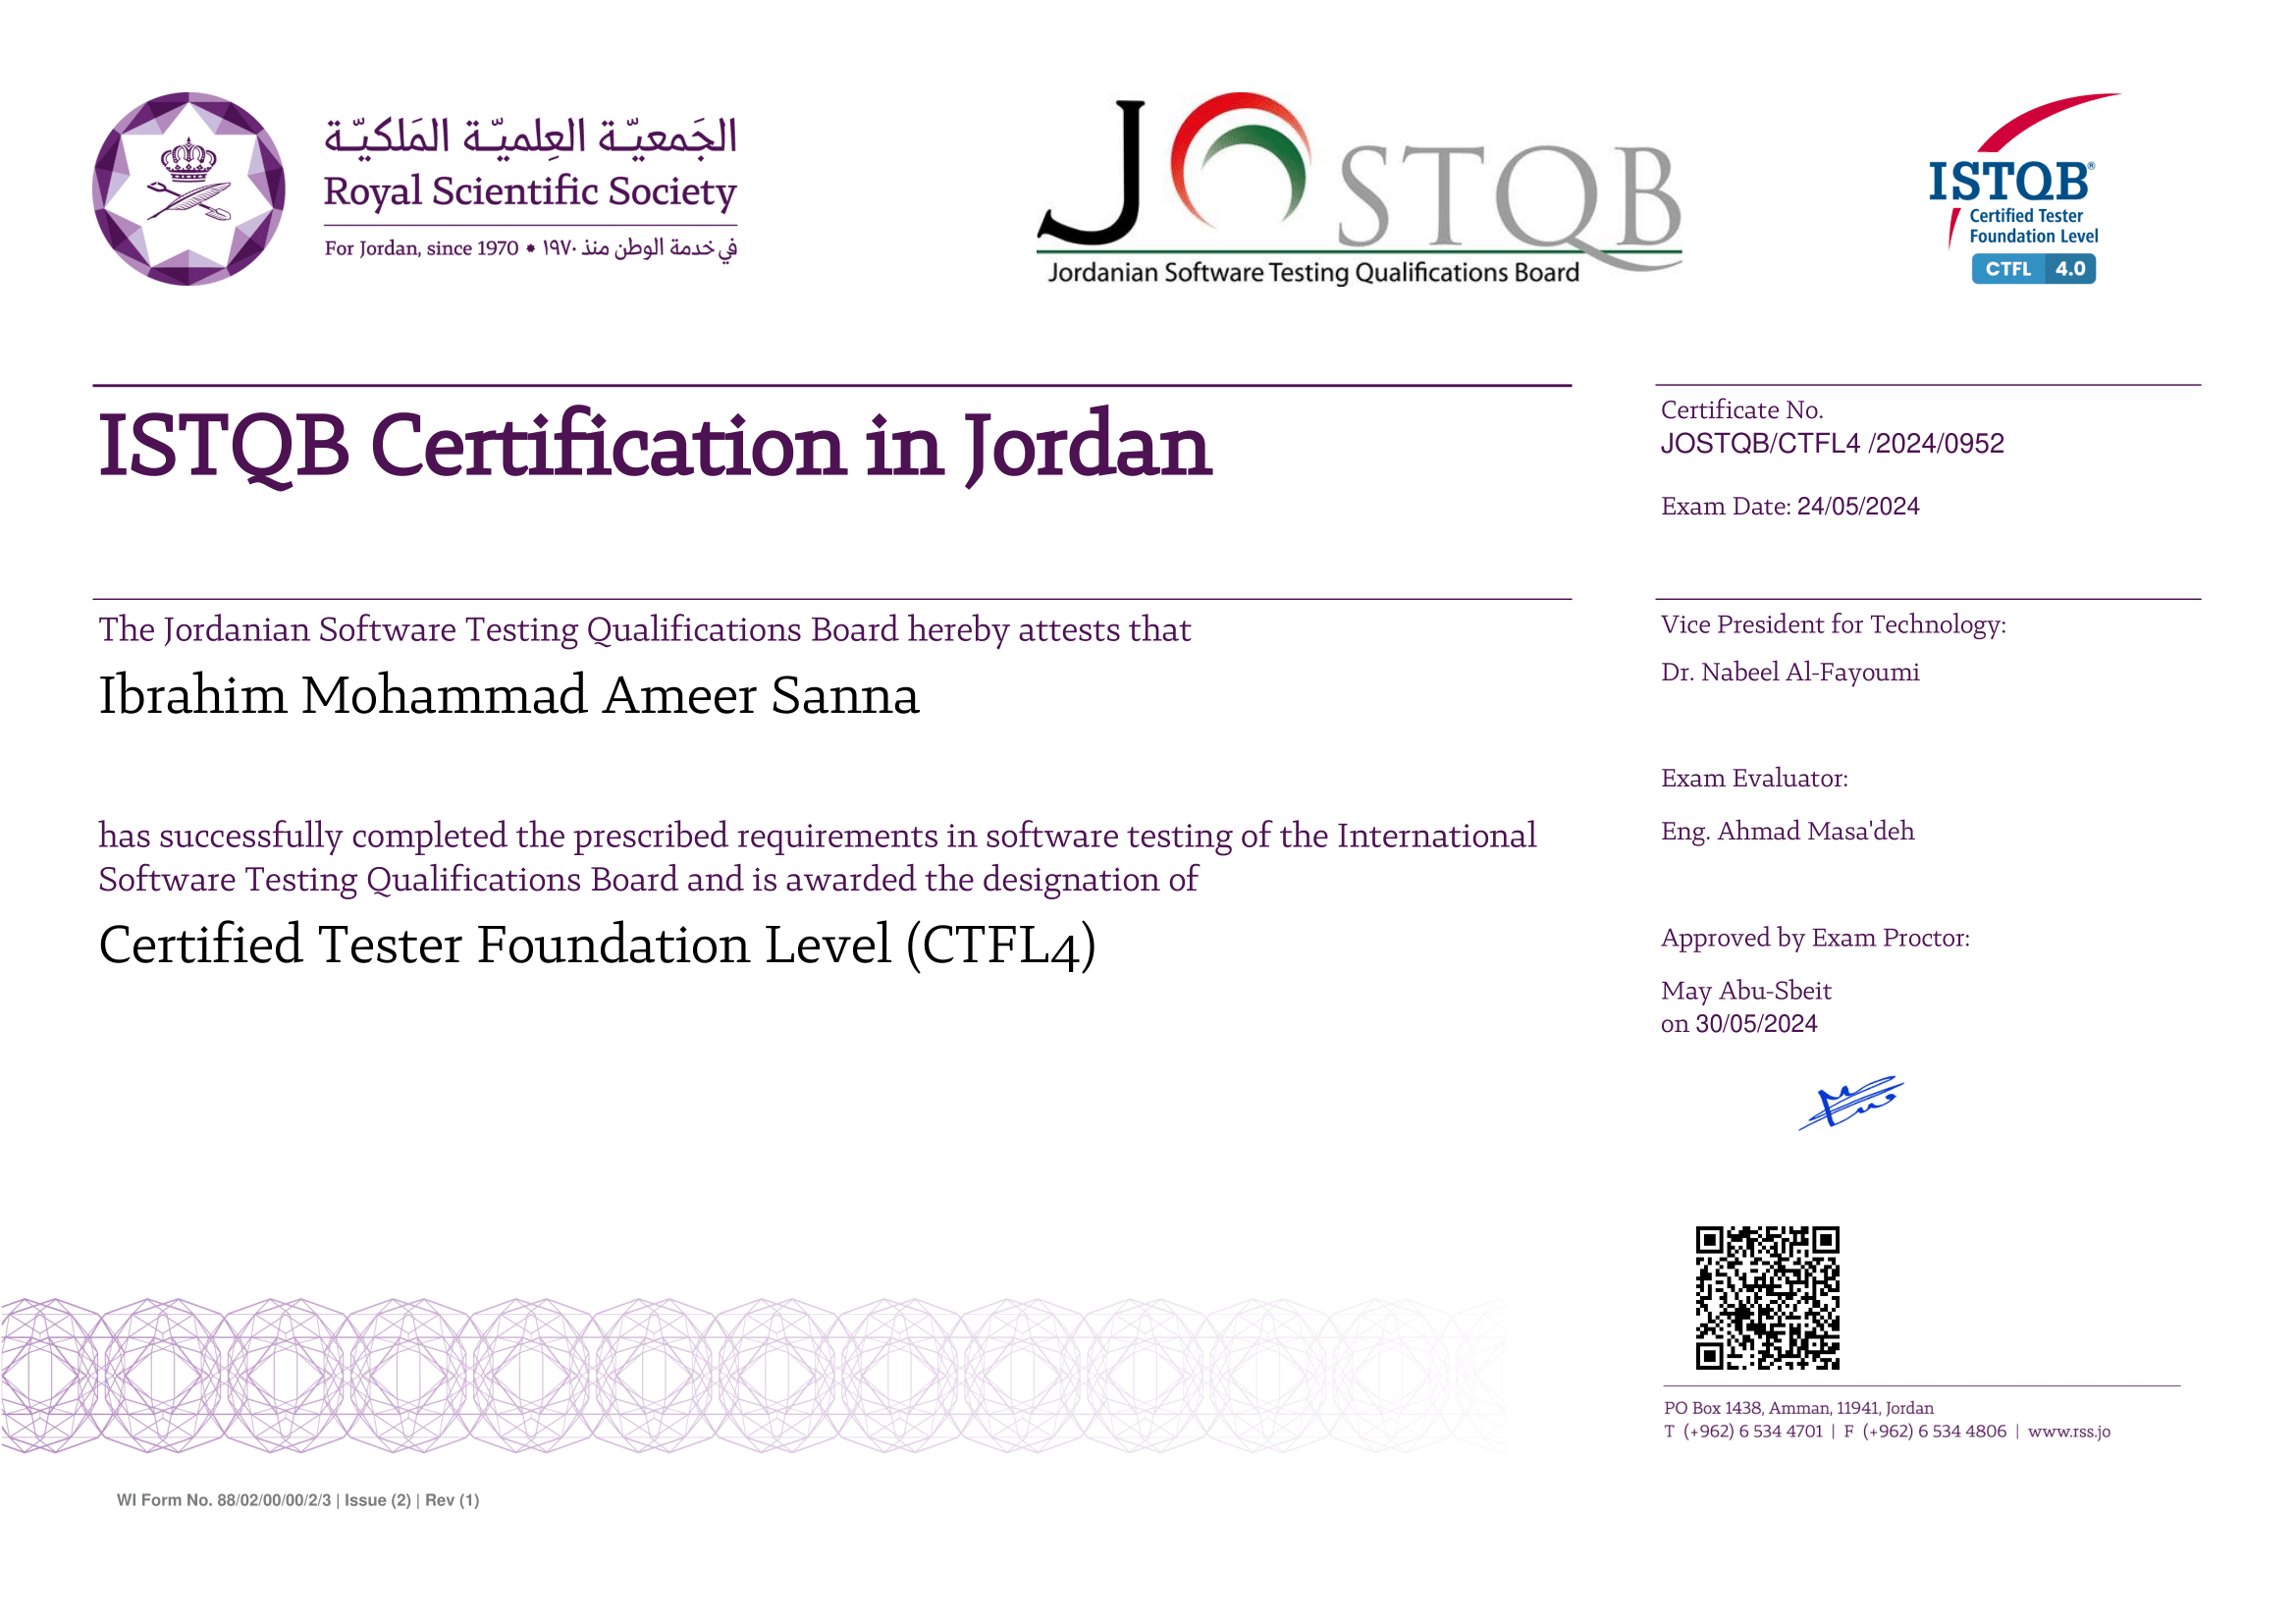 الجَمعيّـة العِلميّـة المَلكيّـة
Royal Scientific Society
For Jordan, since 1970 * في خدمة الوطن منذ ١٩٧٠
JOSTQB
Jordanian Software Testing Qualifications Board
ISTQB®
Certified Tester
Foundation Level
CTFL 4.0
ISTQB Certification in Jordan
Certificate No.
JOSTQB/CTFL4 /2024/0952
Exam Date: 24/05/2024
The Jordanian Software Testing Qualifications Board hereby attests that
Ibrahim Mohammad Ameer Sanna
has successfully completed the prescribed requirements in software testing of the International
Software Testing Qualifications Board and is awarded the designation of
Certified Tester Foundation Level (CTFL4)
Vice President for Technology:
Dr. Nabeel Al-Fayoumi
Exam Evaluator:
Eng. Ahmad Masa'deh
Approved by Exam Proctor:
May Abu-Sbeit
on 30/05/2024
PO Box 1438, Amman, 11941, Jordan
T (+962) 6 534 4701 | F (+962) 6 534 4806 | www.rss.jo
WI Form No. 88/02/00/00/2/3 | Issue (2) | Rev (1)